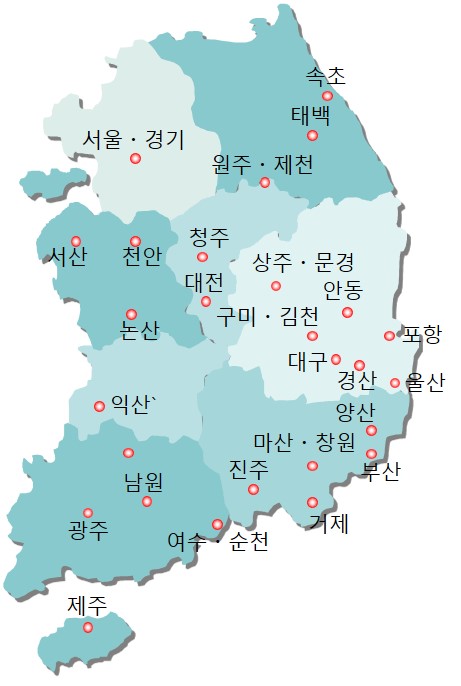 속초
태백
서울·경기
원주·제천
청주
서산
천안
상주·문경
대전
안동
구미·김천
논산
포항
대구
경산
울산
익산`
양산
마산·창원
진주
부산
남원
거제
광주
여수·순천
제주